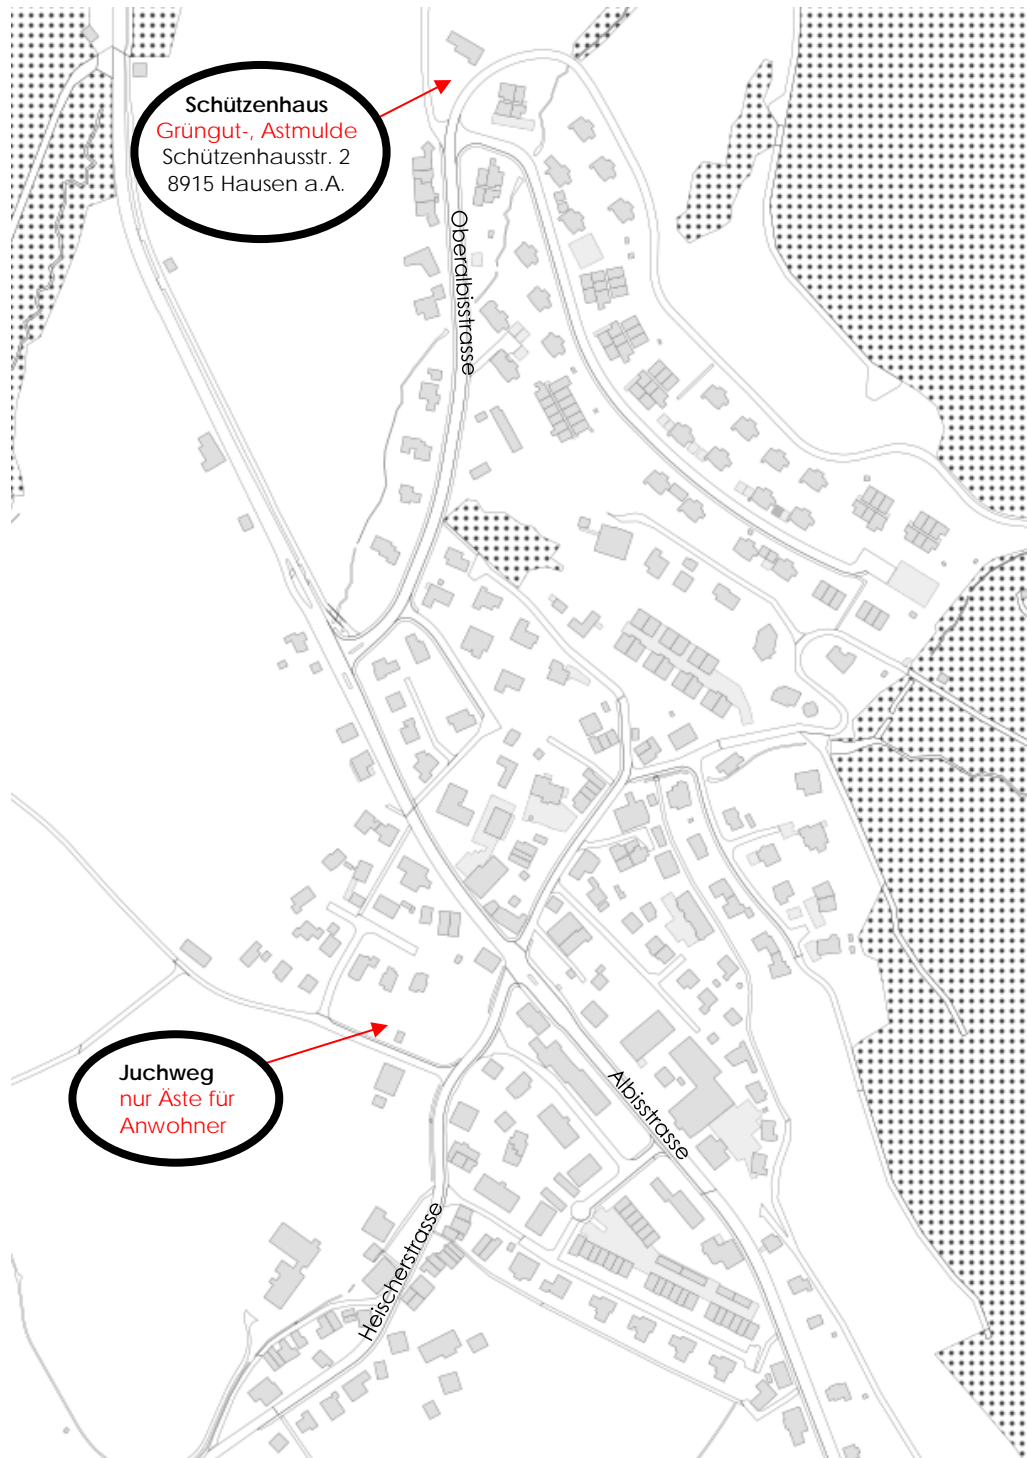 Schützenhaus
Grüngut-, Astmulde
Schützenhausstr. 2
8915 Hausen a.A.
Oberalbisstrasse
Juchweg
nur Äste für
Anwohner
Albisstrasse
Heischerstrasse